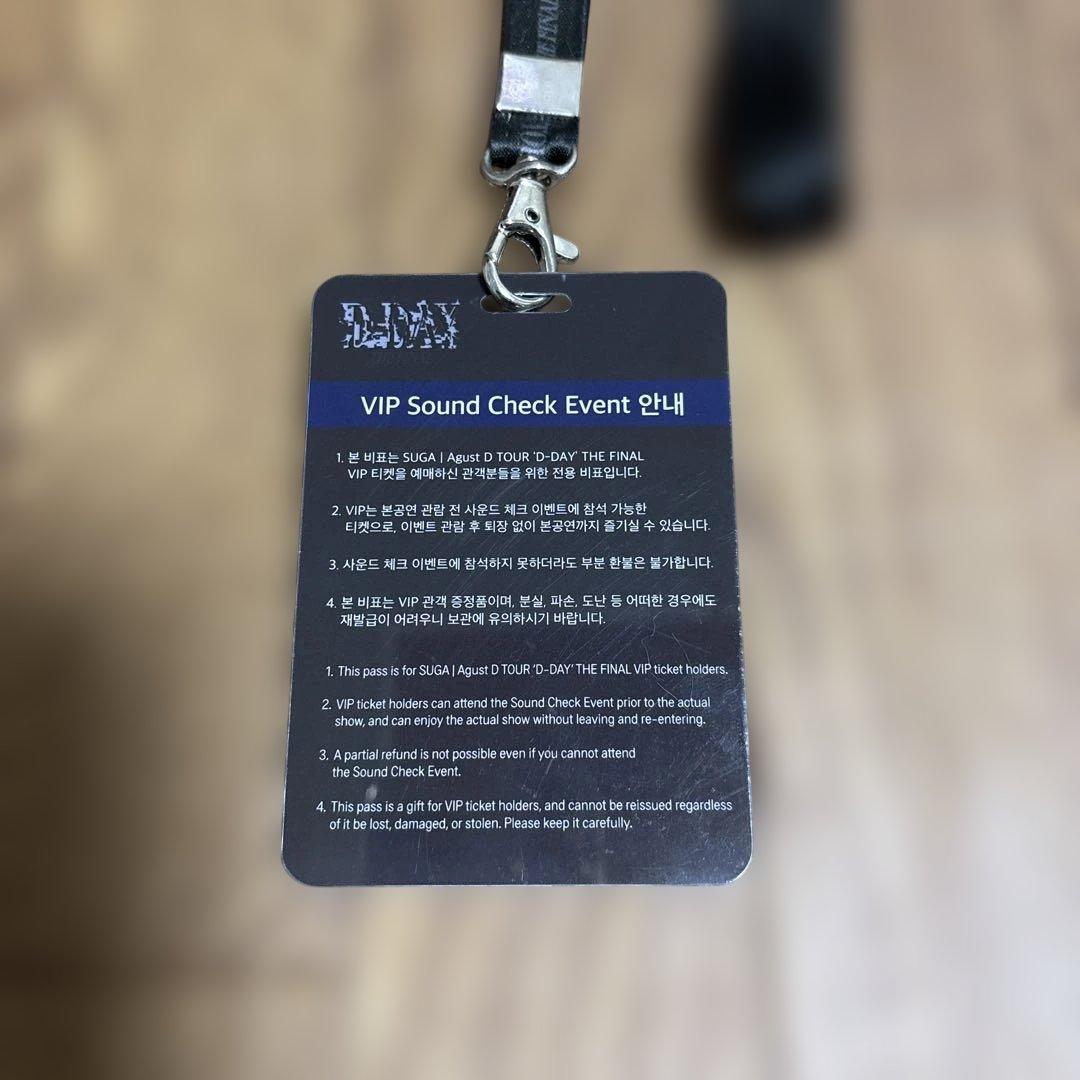 FINAL
D-DAY
VIP Sound Check Event 안내
1. 본 비표는 SUGA | Agust D TOUR 'D-DAY' THE FINAL
VIP 티켓을 예매하신 관객분들을 위한 전용 비표입니다.
2. VIP는 본공연 관람 전 사운드 체크 이벤트에 참석 가능한
티켓으로, 이벤트 관람 후 퇴장 없이 본공연까지 즐기실 수 있습니다.
3. 사운드 체크 이벤트에 참석하지 못하더라도 부분 환불은 불가합니다.
4. 본 비표는 VIP 관객 증정품이며, 분실, 파손, 도난 등 어떠한 경우에도
재발급이 어려우니 보관에 유의하시기 바랍니다.
1. This pass is for SUGA | Agust D TOUR 'D-DAY' THE FINAL VIP ticket holders.
2. VIP ticket holders can attend the Sound Check Event prior to the actual
show, and can enjoy the actual show without leaving and re-entering.
3. A partial refund is not possible even if you cannot attend
the Sound Check Event.
4. This pass is a gift for VIP ticket holders, and cannot be reissued regardless
of it be lost, damaged, or stolen. Please keep it carefully.